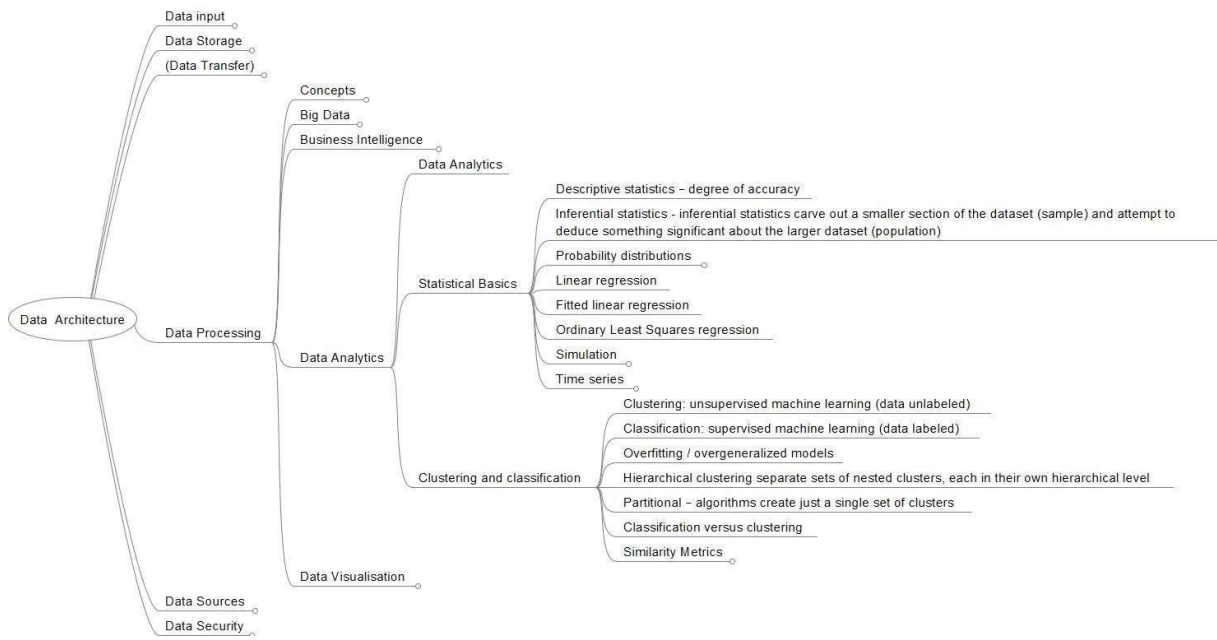 Data input
Data Storage
(Data Transfer)
Concepts
Big Data
Business Intelligence
Data Analytics
Descriptive statistics – degree of accuracy
Inferential statistics - inferential statistics carve out a smaller section of the dataset (sample) and attempt to
deduce something significant about the larger dataset (population)
Probability distributions
Statistical Basics
Linear regression
Fitted linear regression
Data Architecture
Data Processing
Ordinary Least Squares regression
Data Analytics
Simulation
Time series
Clustering: unsupervised machine learning (data unlabeled)
Classification: supervised machine learning (data labeled)
Overfitting / overgeneralized models
Clustering and classification
Hierarchical clustering separate sets of nested clusters, each in their own hierarchical level
Partitional – algorithms create just a single set of clusters
Classification versus clustering
Similarity Metrics
Data Visualisation
Data Sources
Data Security